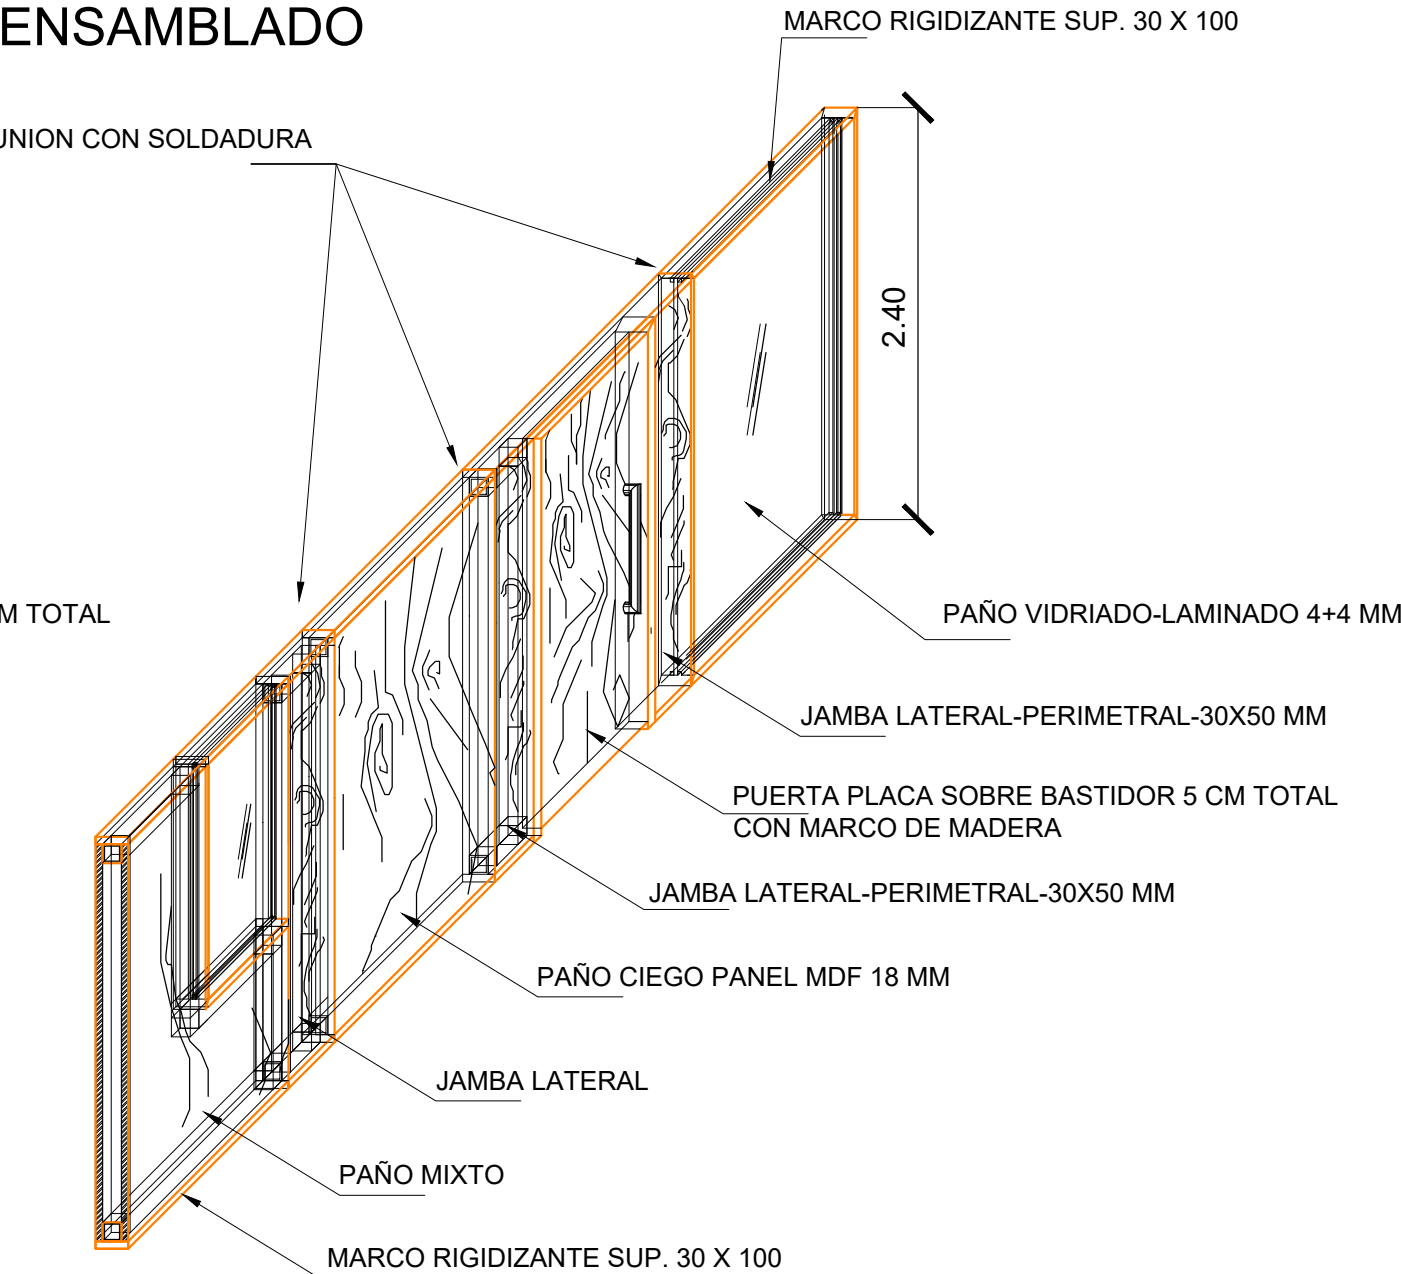 ENSAMBLADO
MARCO RIGIDIZANTE SUP. 30 X 100
UNION CON SOLDADURA
2.40
M TOTAL
PAÑO VIDRIADO-LAMINADO 4+4 MM
JAMBA LATERAL-PERIMETRAL-30X50 MM
PUERTA PLACA SOBRE BASTIDOR 5 CM TOTAL
CON MARCO DE MADERA
JAMBA LATERAL-PERIMETRAL-30X50 MM
PAÑO CIEGO PANEL MDF 18 MM
JAMBA LATERAL
PAÑO MIXTO
MARCO RIGIDIZANTE SUP. 30 X 100